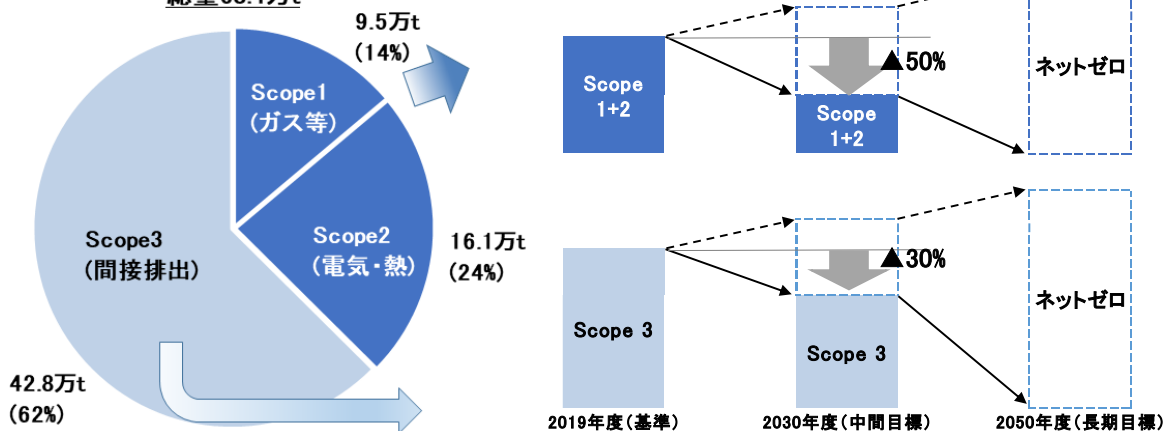 9.5万t
(14%)
Scope1
(ガス等)
Scope2
(電気・熱)
16.1万t
(24%)
Scope3
(間接排出)
42.8万t
(62%)
Scope
1+2
▲50%
Scope
1+2
ネットゼロ
Scope 3
▲30%
Scope 3
ネットゼロ
2019年度(基準)
2030年度(中間目標)
2050年度(長期目標)